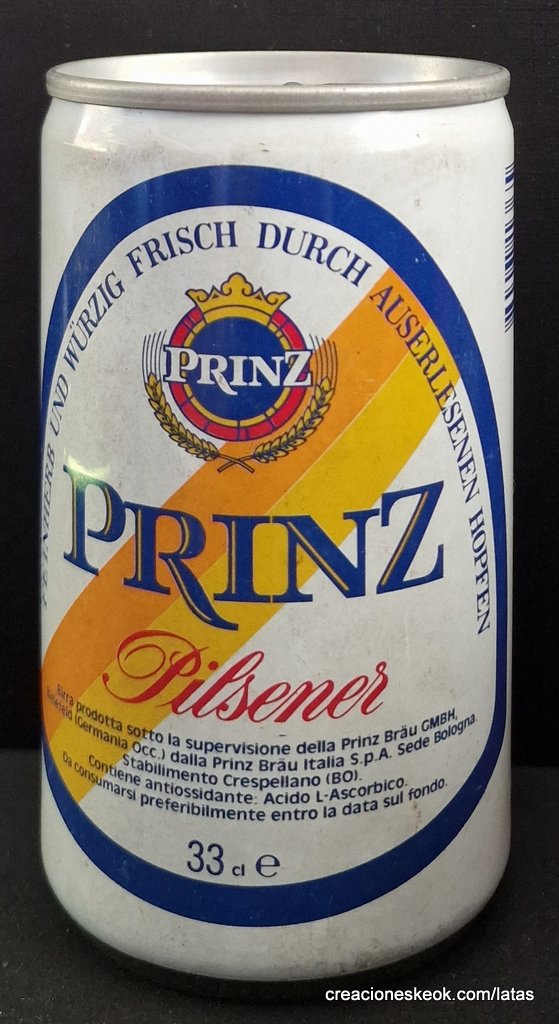 FEINHERB UND WÜRZIG FRISCH DURCH AUSERLESENEN HOPFEN
PRINZ
PRINZ
Pilsener
Birra prodotta sotto la supervisione della Prinz Bräu GMBH,
(Germania Occ.) dalla Prinz Bräu Italia S.p.A. Sede Bologna.
Stabilimento Crespellano (BO).
Contiene antiossidante: Acido L-Ascorbico.
Da consumarsi preferibilmente entro la data sul fondo.
33 cl e
creacioneskeok.com/latas